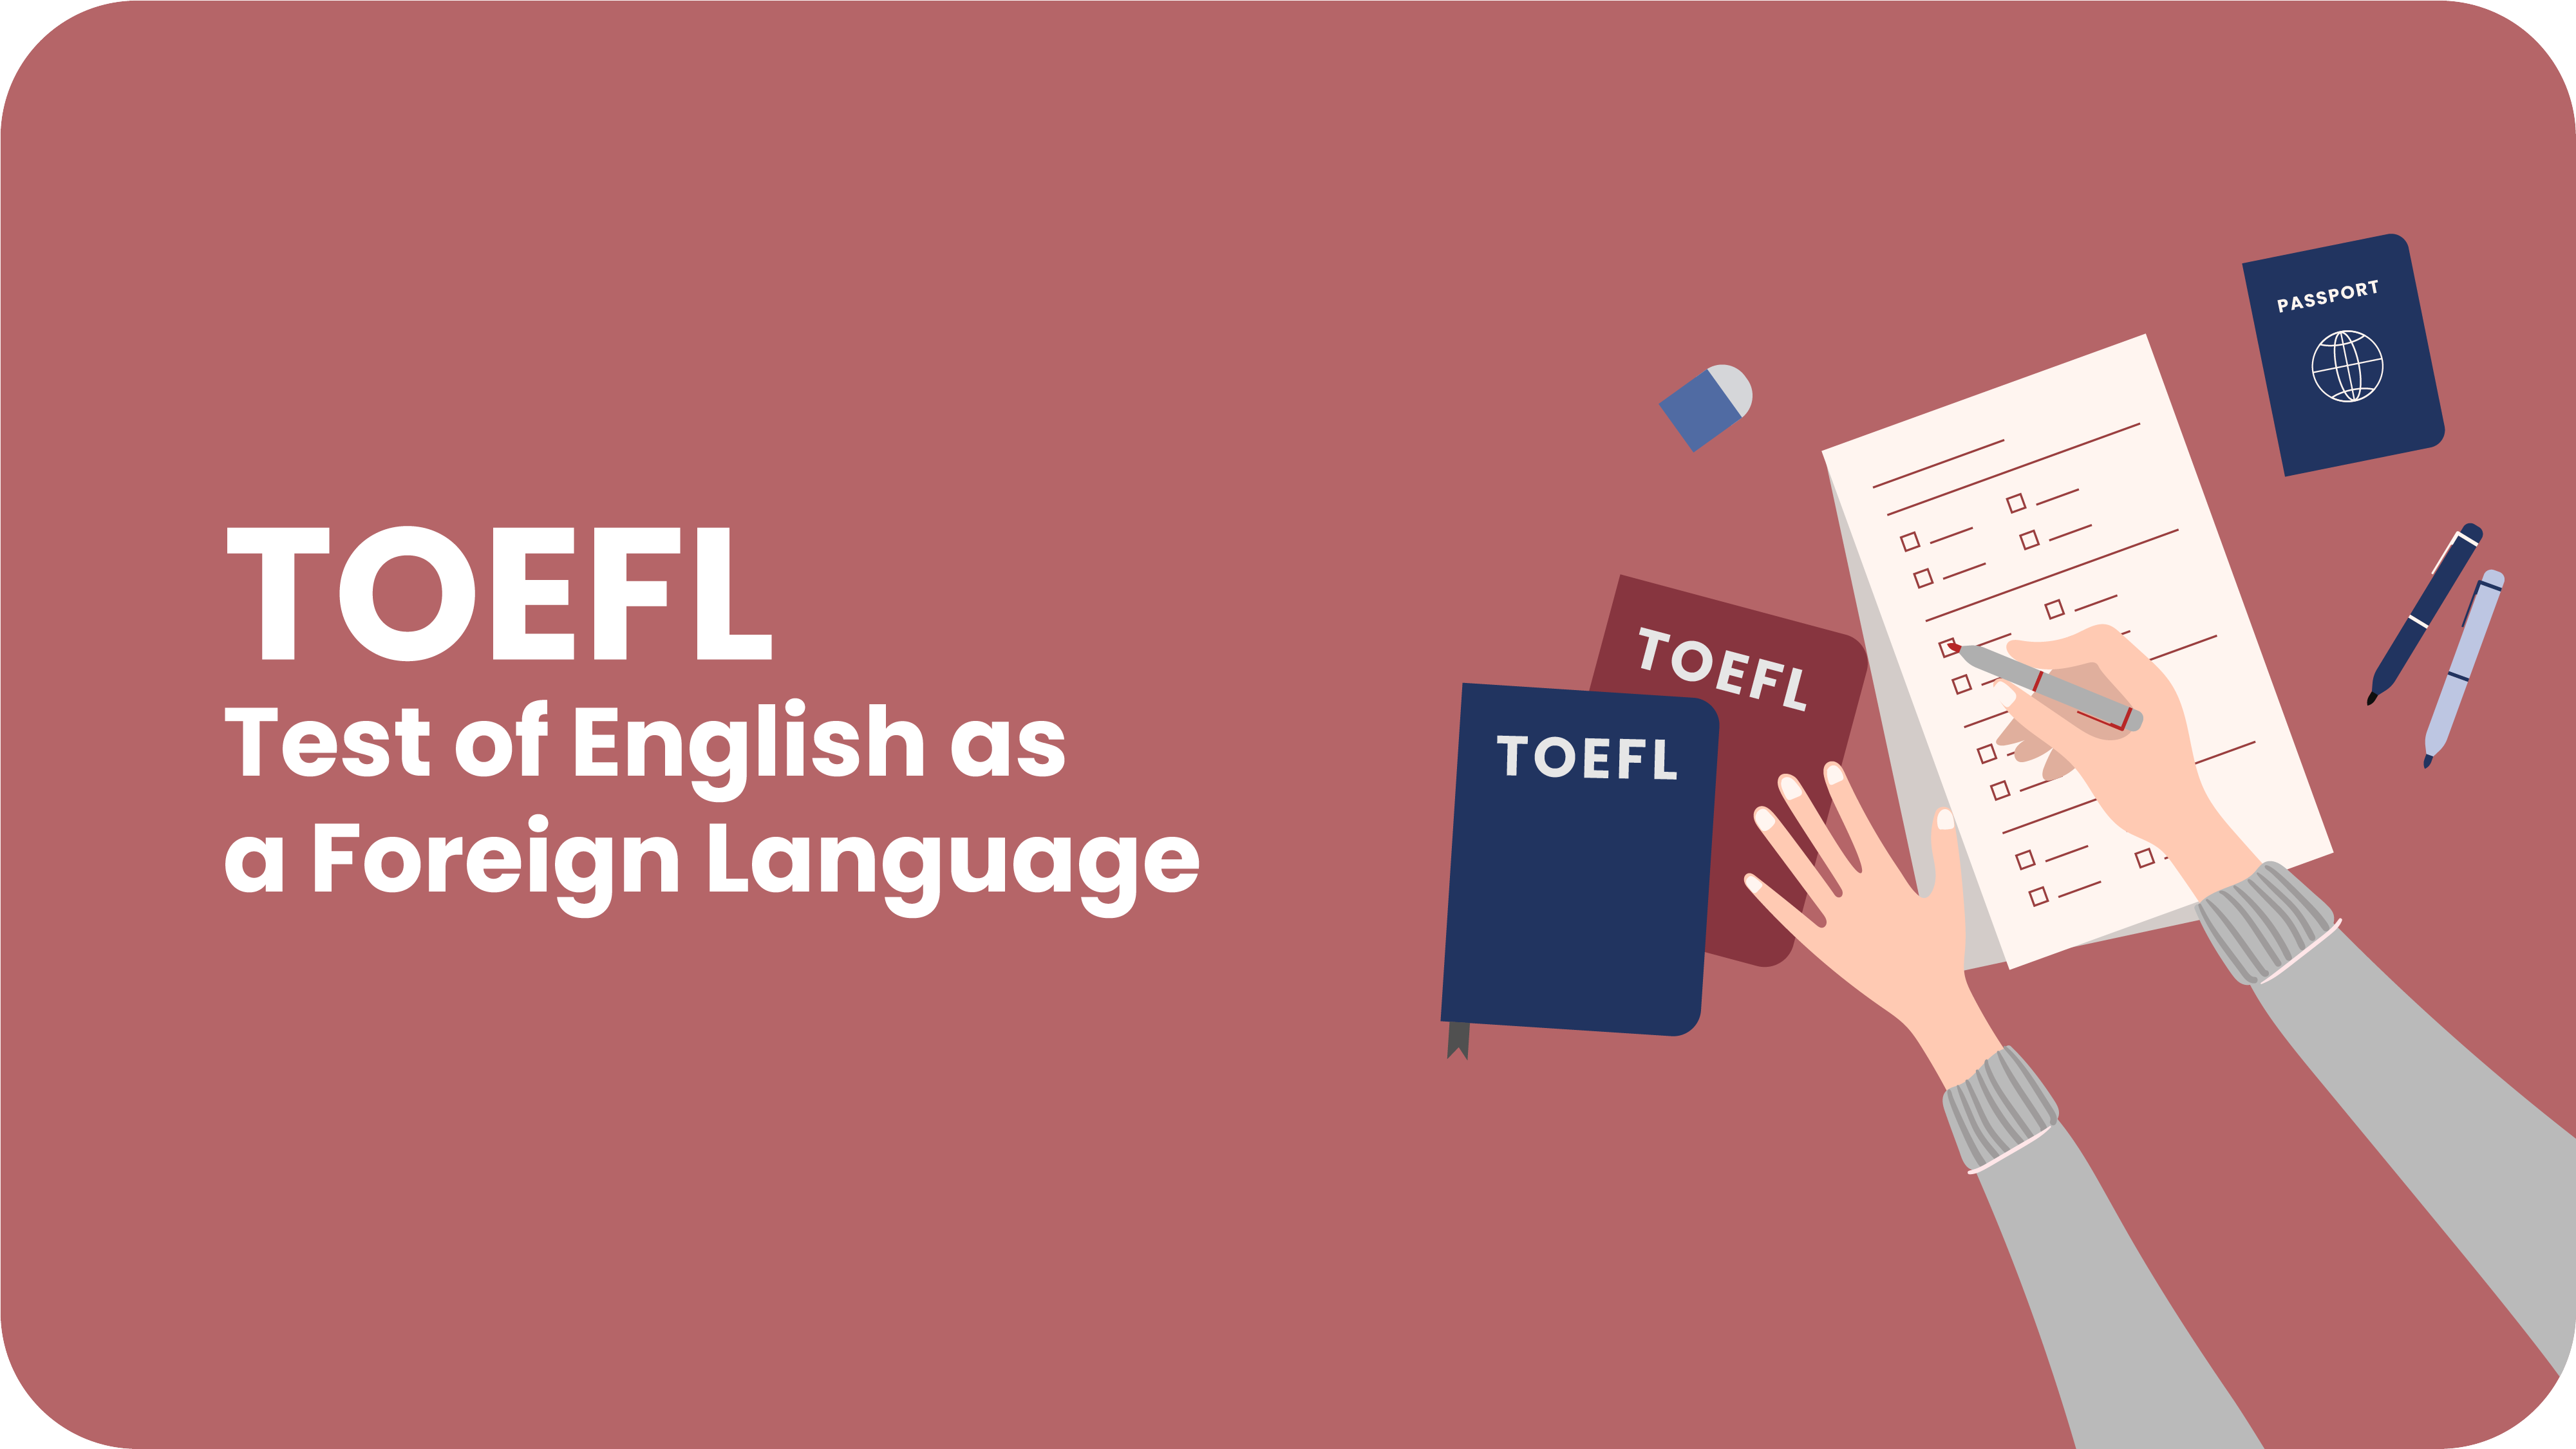 TOEFL
Test of English as
a Foreign Language
PASSPORT
TOEFL
TOEFL